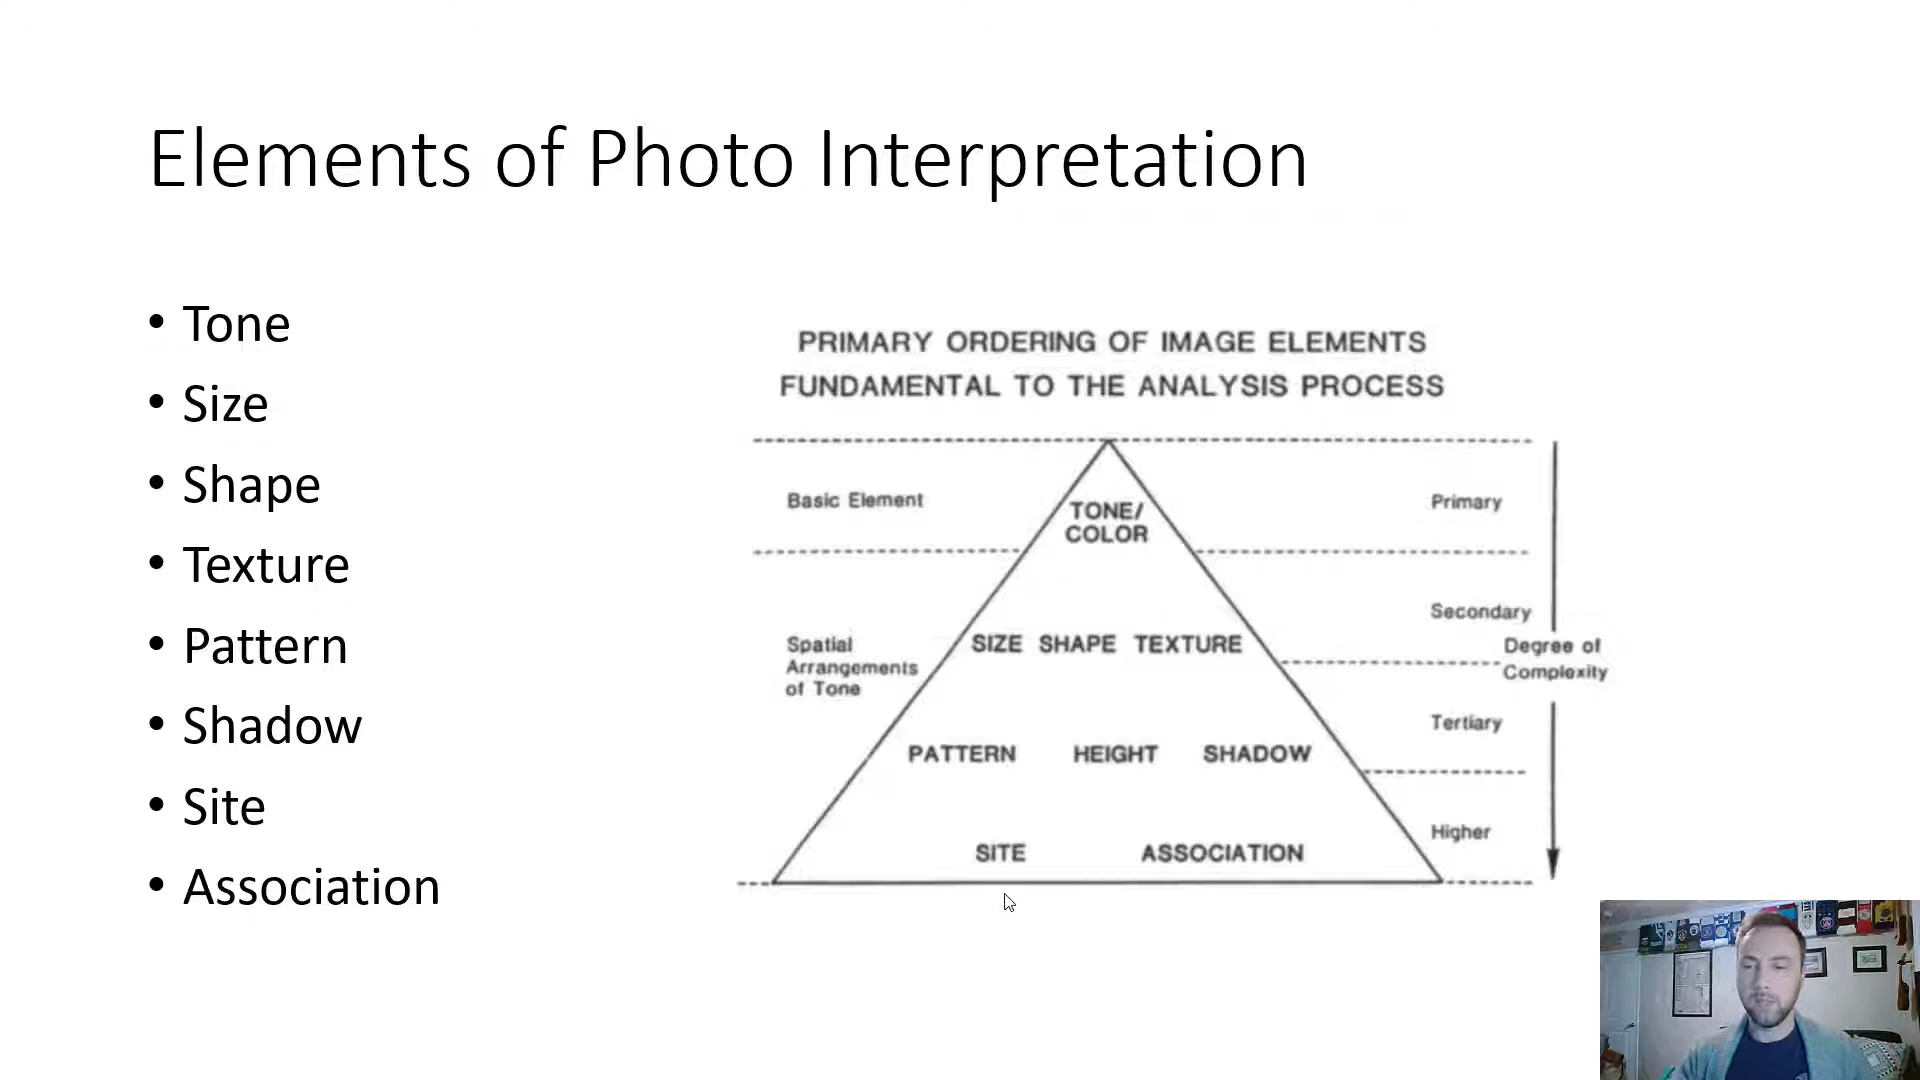 Elements of Photo Interpretation
• Tone
• Size
• Shape
• Texture
• Pattern
• Shadow
• Site
• Association
PRIMARY ORDERING OF IMAGE ELEMENTS
FUNDAMENTAL TO THE ANALYSIS PROCESS
Basic Element
TONE/
COLOR
Primary
Spatial
Arrangements
of Tone
SIZE SHAPE TEXTURE
Secondary
Degree of
Complexity
PATTERN HEIGHT SHADOW
Tertiary
SITE ASSOCIATION
Higher